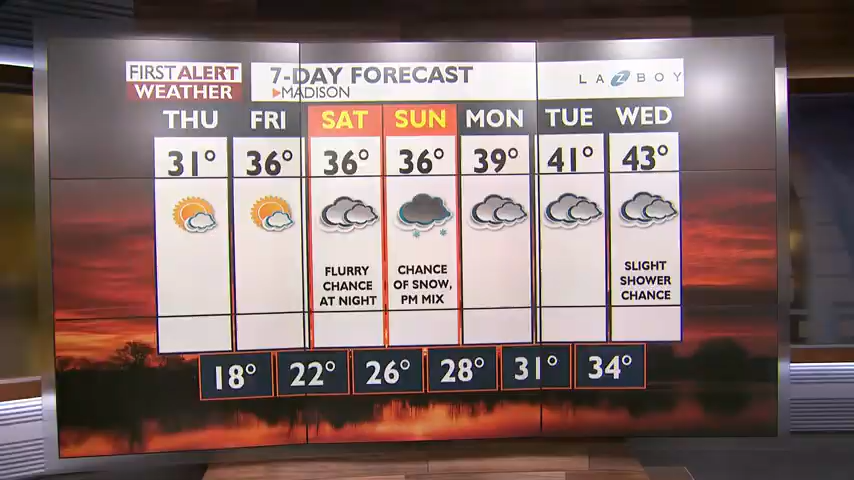 FIRST ALERT
WEATHER
7-DAY FORECAST
MADISON
LA Z BOY
THU FRI SAT SUN MON TUE WED
31° 36° 36° 36° 39° 41° 43°
FLURRY
CHANCE
AT NIGHT
CHANCE
OF SNOW,
PM MIX
SLIGHT
SHOWER
CHANCE
18° 22° 26° 28° 31° 34°